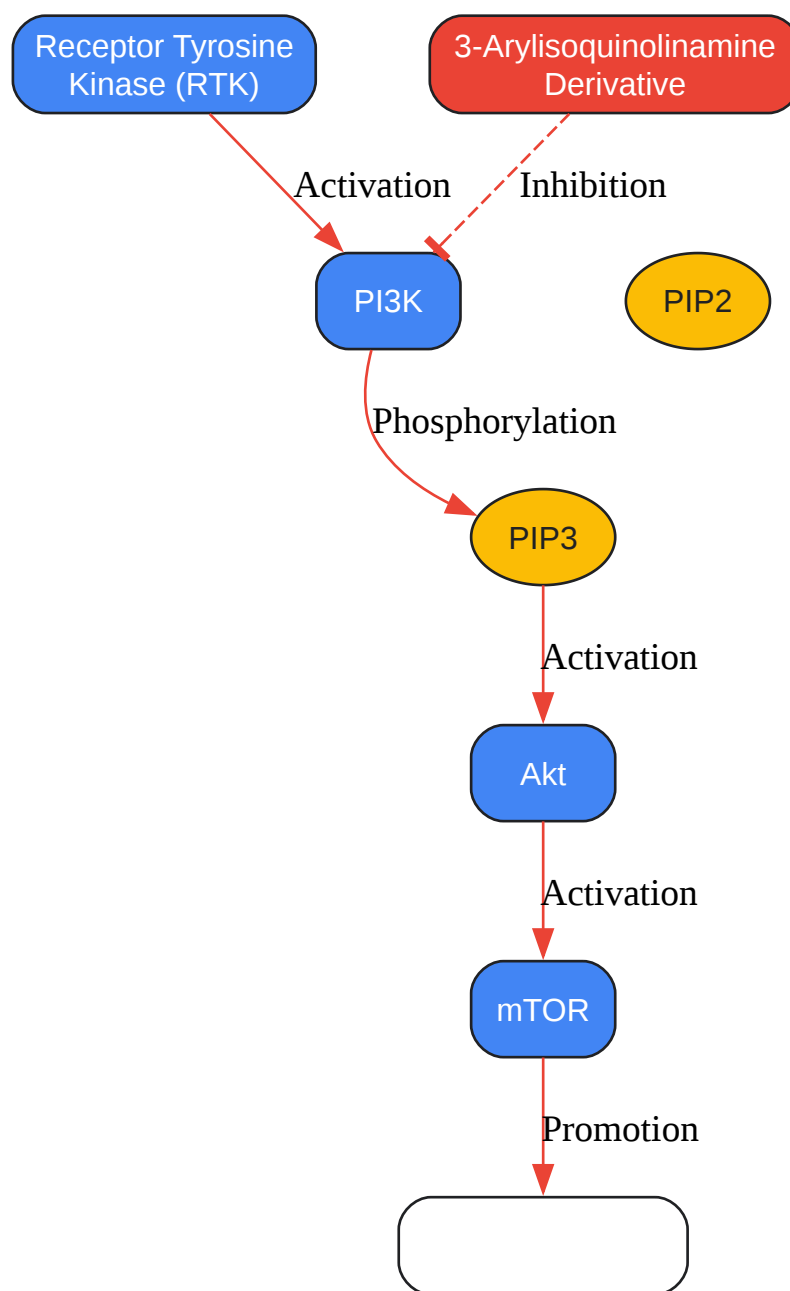 Receptor Tyrosine
Kinase (RTK)
3-Arylisoquinolinamine
Derivative
Activation
Inhibition
PI3K
PIP2
Phosphorylation
PIP3
Activation
Akt
Activation
mTOR
Promotion